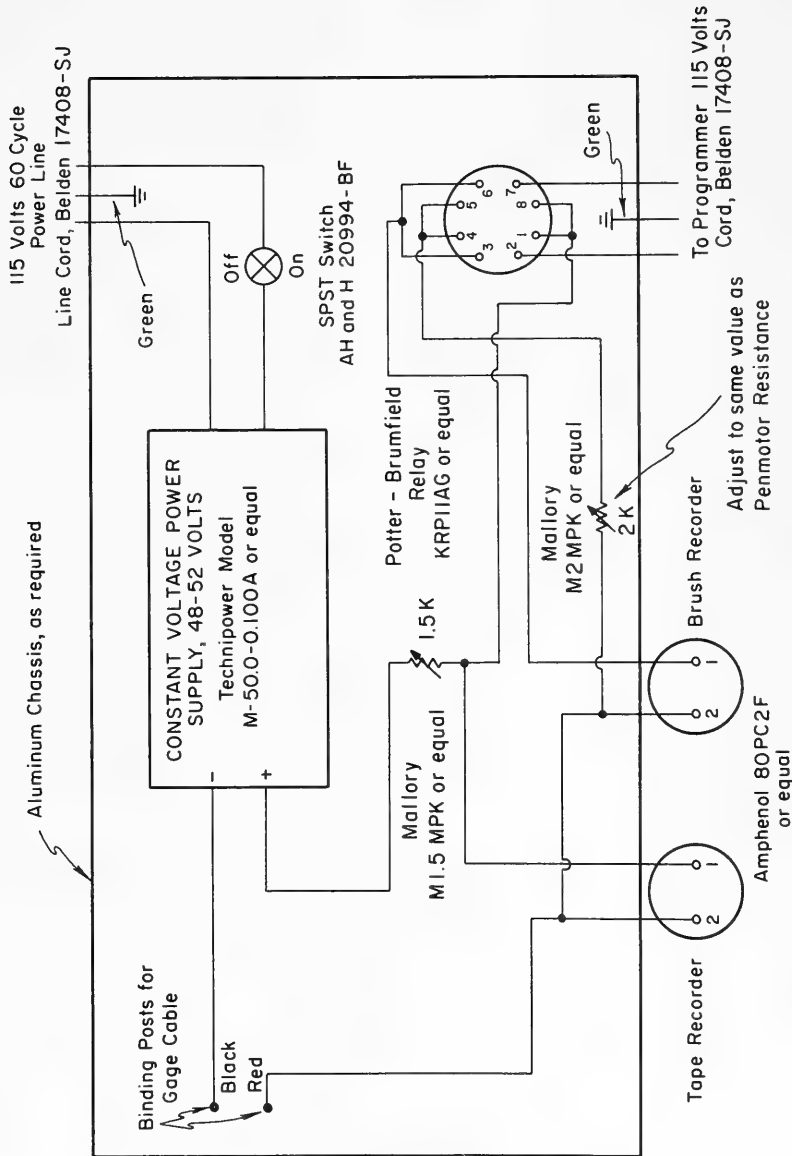 Aluminum Chassis, as required
115 Volts 60 Cycle
Power Line
Line Cord, Belden 17408-SJ
Green
Binding Posts for
Gage Cable
Black
Red
-
+
CONSTANT VOLTAGE POWER
SUPPLY, 48-52 VOLTS
Technipower Model
M-50.0-0.100A or equal
Off
On
SPST Switch
AH and H 20994-BF
Potter - Brumfield
Relay
KRP11AG or equal
1.5K
Mallory
M1.5 MPK or equal
Mallory
M2 MPK or equal
2K
3
4
5
6
2
1
8
7
Green
Adjust to same value as
Penmotor Resistance
To Programmer 115 Volts
Cord, Belden 17408-SJ
2
1
2
1
Tape Recorder
Amphenol 80PC2F
or equal
Brush Recorder